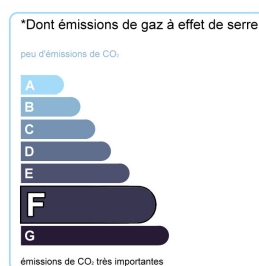 *Dont émissions de gaz à effet de serre
peu d'émissions de CO₂
A
B
C
D
E
F
G
émissions de CO₂ très importantes